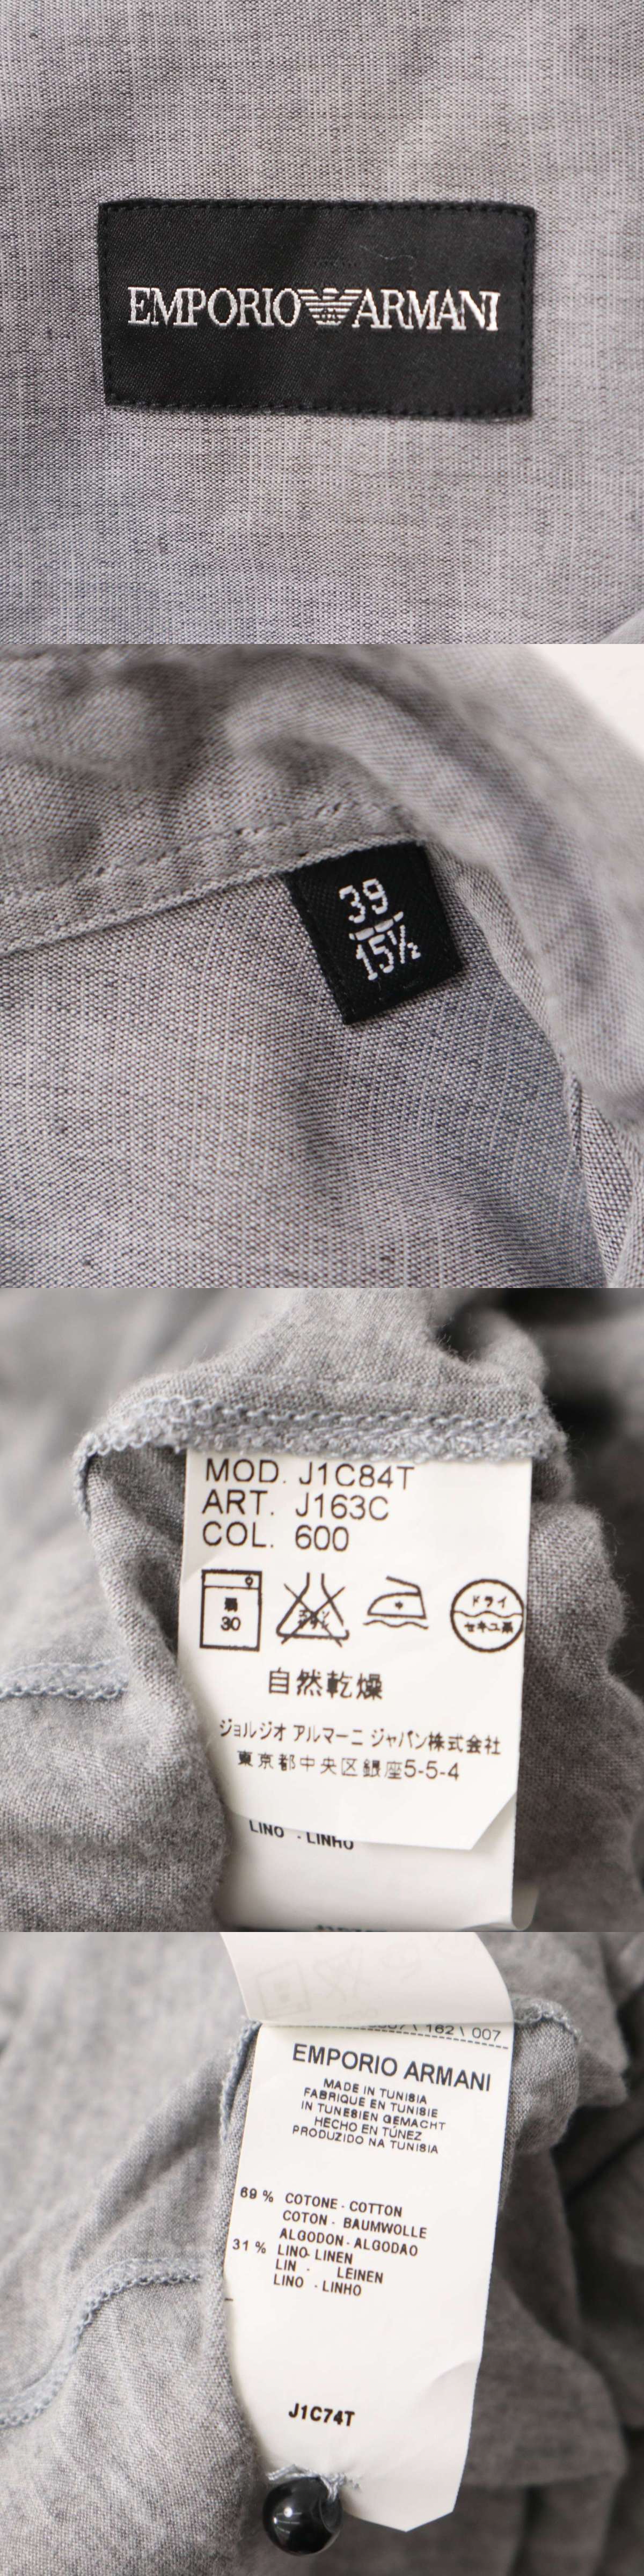 EMPORIO ARMANI
39
15½
MOD. J1C84T
ART. J163C
COL. 600
弱
30
ドライ
セキユ系
自然乾燥
ジョルジオ アルマーニ ジャパン株式会社
東京都中央区銀座5-5-4
LINO - LINHO
\ 162 \ 007
EMPORIO ARMANI
MADE IN TUNISIA
FABRIQUE EN TUNISIE
IN TUNESIEN GEMACHT
HECHO EN TÚNEZ
PRODUZIDO NA TUNISIA
69 % COTONE - COTTON
COTON - BAUMWOLLE
ALGODON - ALGODAO
31 % LINO- LINEN
LIN - LEINEN
LINO - LINHO
J1C74T